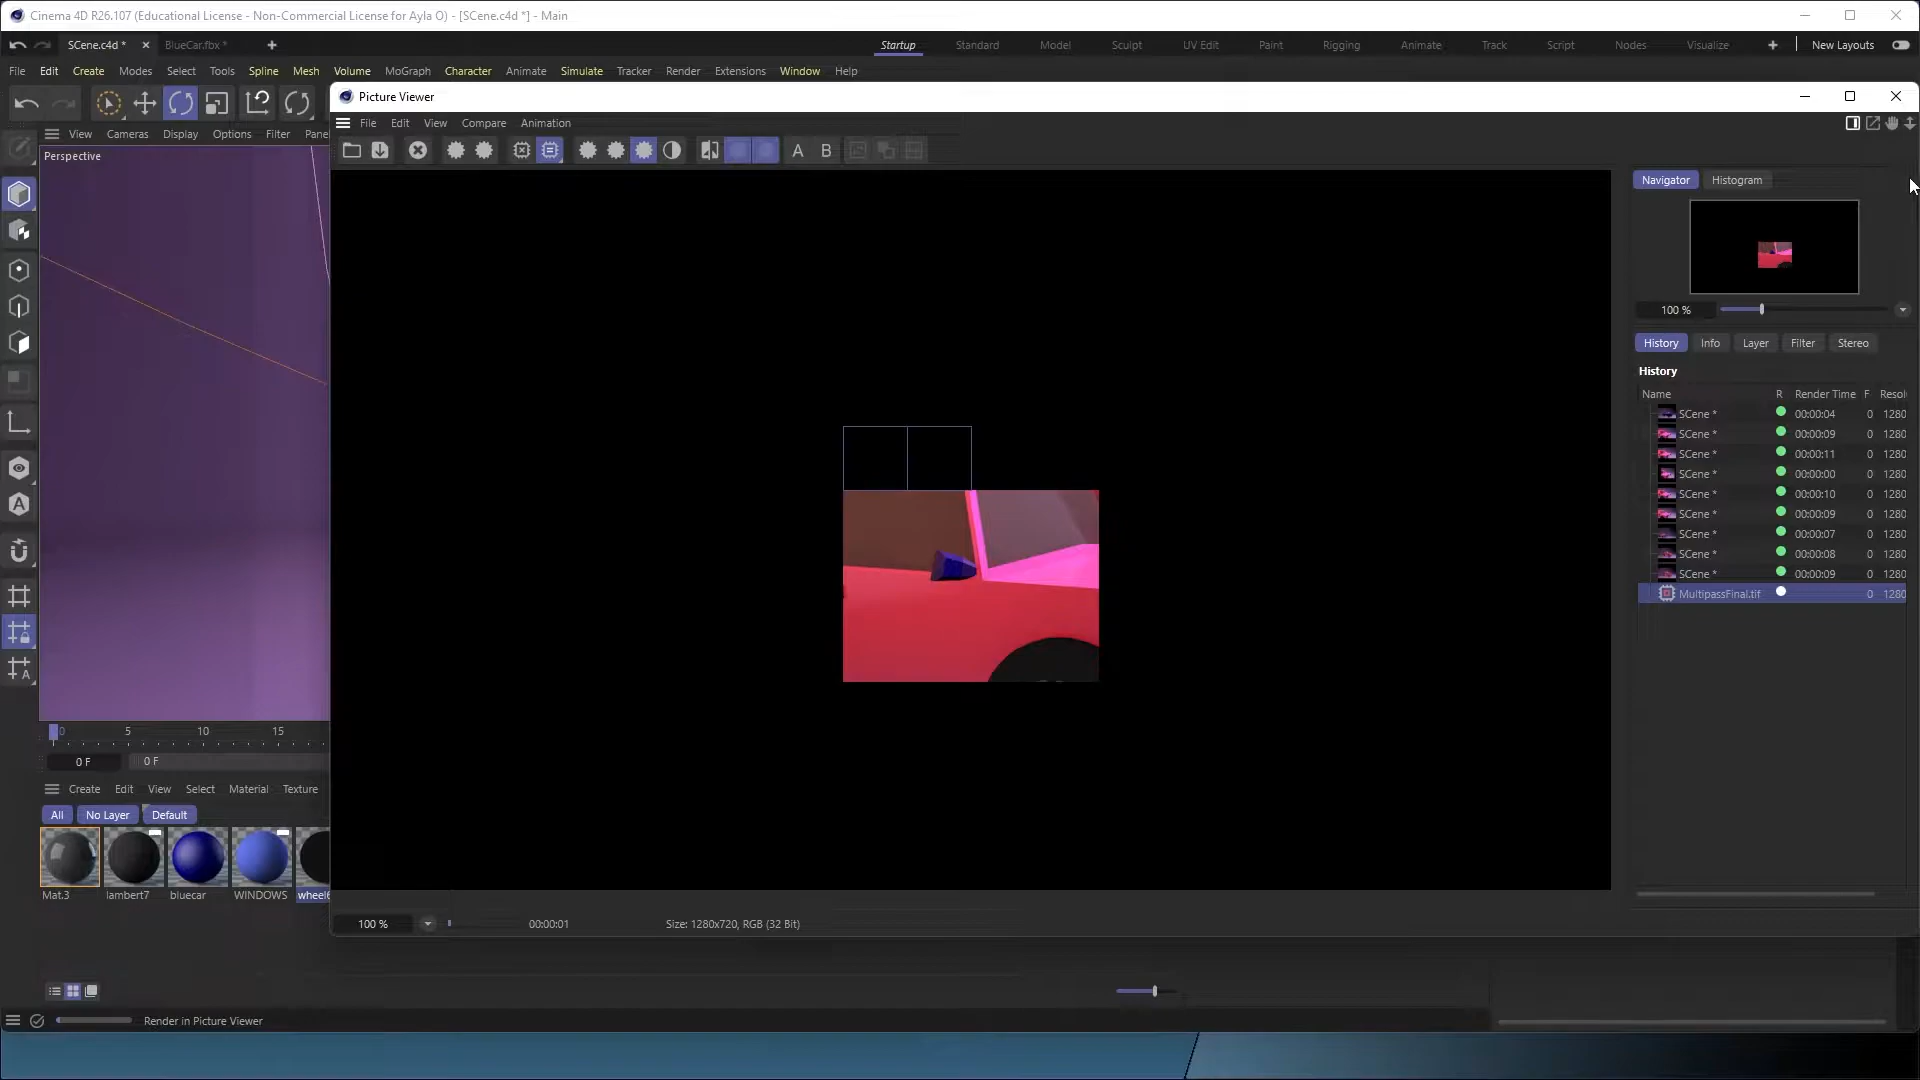 Cinema 4D R26.107 (Educational License - Non-Commercial License for Ayla O) - [SCene.c4d *] - Main
SCene.c4d *
BlueCar.fbx *
Startup
Standard
Model
Sculpt
UV Edit
Paint
Rigging
Animate
Track
Script
Nodes
Visualize
New Layouts
File Edit Create Modes Select Tools Spline Mesh Volume MoGraph Character Animate Simulate Tracker Render Extensions Window Help
Picture Viewer
File Edit View Compare Animation
View Cameras Display Options Filter Pane
Perspective
A B
Navigator Histogram
100 %
History Info Layer Filter Stereo
History
Name R Render Time F Resol
SCene * 00:00:04 0 1280
SCene * 00:00:09 0 1280
SCene * 00:00:11 0 1280
SCene * 00:00:00 0 1280
SCene * 00:00:10 0 1280
SCene * 00:00:09 0 1280
SCene * 00:00:07 0 1280
SCene * 00:00:08 0 1280
SCene * 00:00:09 0 1280
MultipassFinal.tif 0 1280
0 5 10 15
0 F 0 F
Create Edit View Select Material Texture
All No Layer Default
Mat.3 lambert7 bluecar WINDOWS wheel6
100 % 00:00:01 Size: 1280x720, RGB (32 Bit)
Render in Picture Viewer